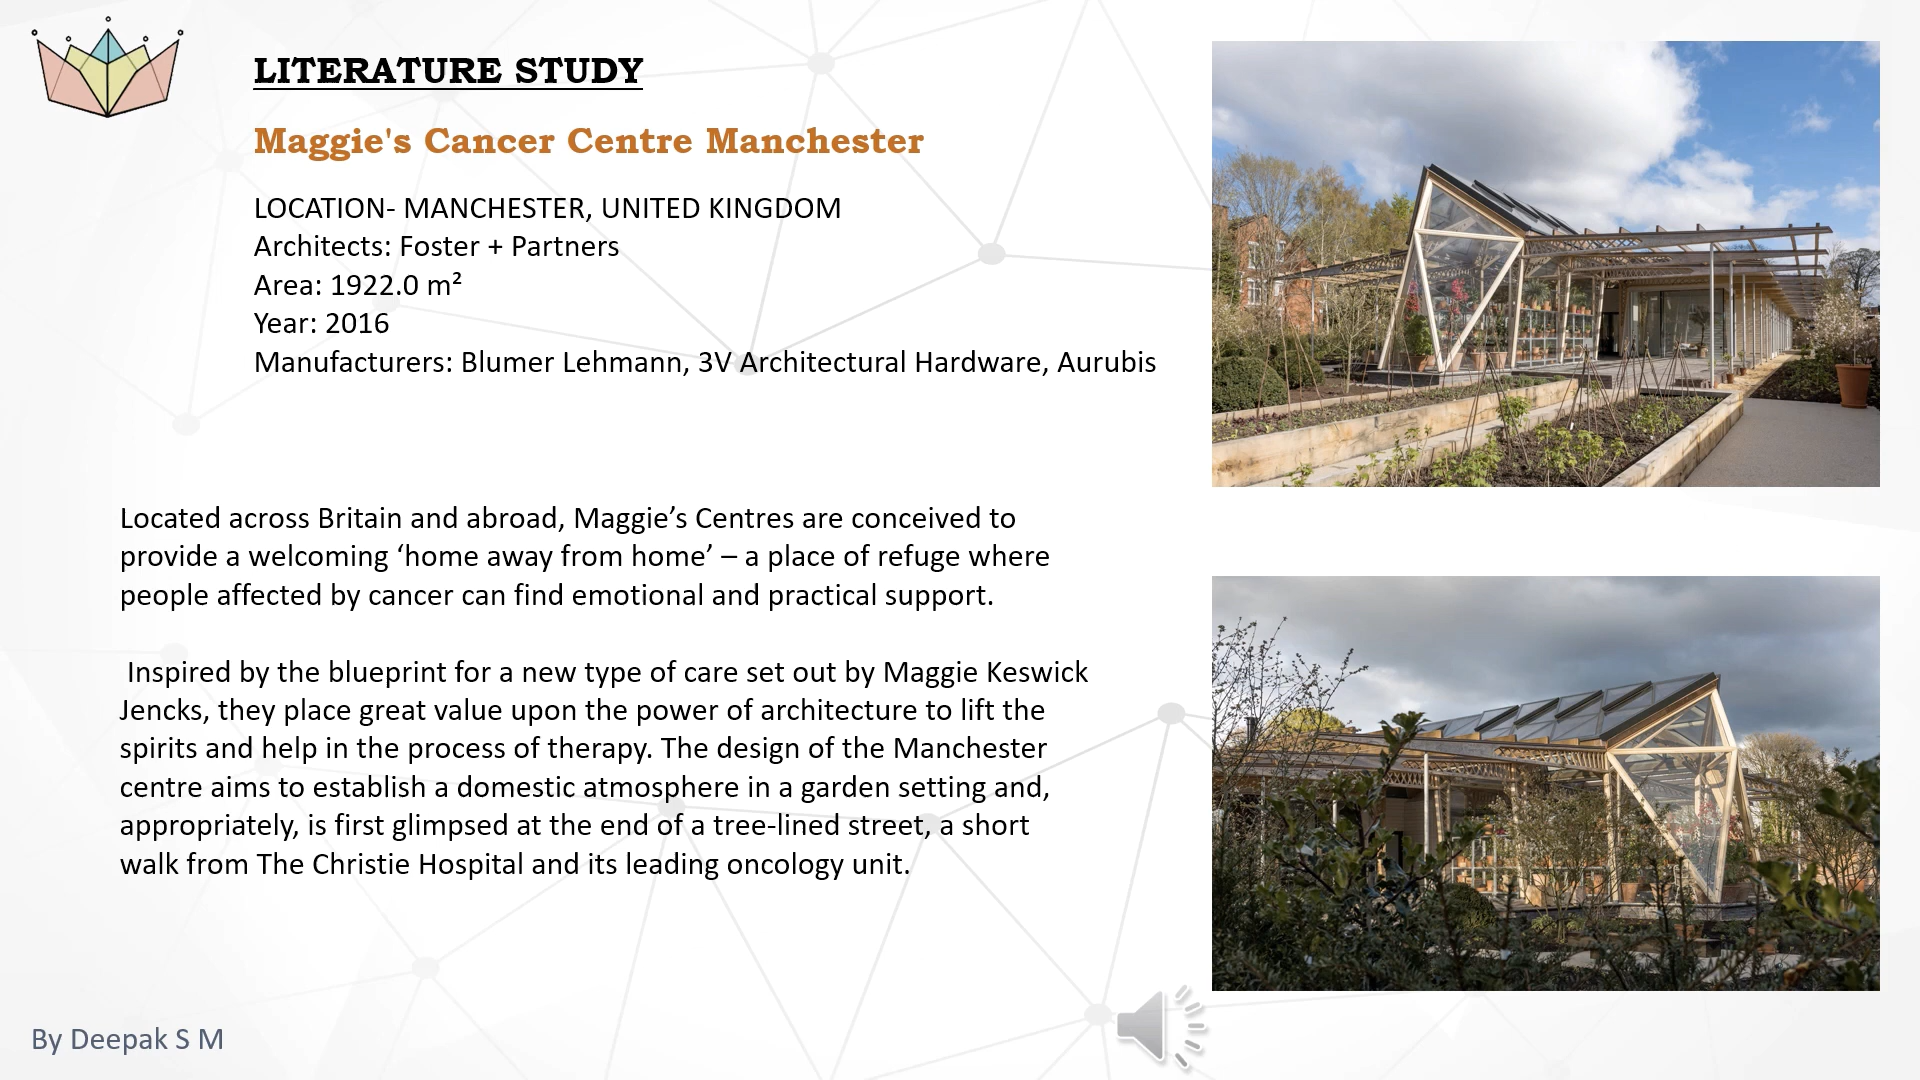 LITERATURE STUDY
Maggie's Cancer Centre Manchester
LOCATION- MANCHESTER, UNITED KINGDOM
Architects: Foster + Partners
Area: 1922.0 m²
Year: 2016
Manufacturers: Blumer Lehmann, 3V Architectural Hardware, Aurubis
Located across Britain and abroad, Maggie’s Centres are conceived to
provide a welcoming ‘home away from home’ – a place of refuge where
people affected by cancer can find emotional and practical support.
Inspired by the blueprint for a new type of care set out by Maggie Keswick
Jencks, they place great value upon the power of architecture to lift the
spirits and help in the process of therapy. The design of the Manchester
centre aims to establish a domestic atmosphere in a garden setting and,
appropriately, is first glimpsed at the end of a tree-lined street, a short
walk from The Christie Hospital and its leading oncology unit.
By Deepak S M